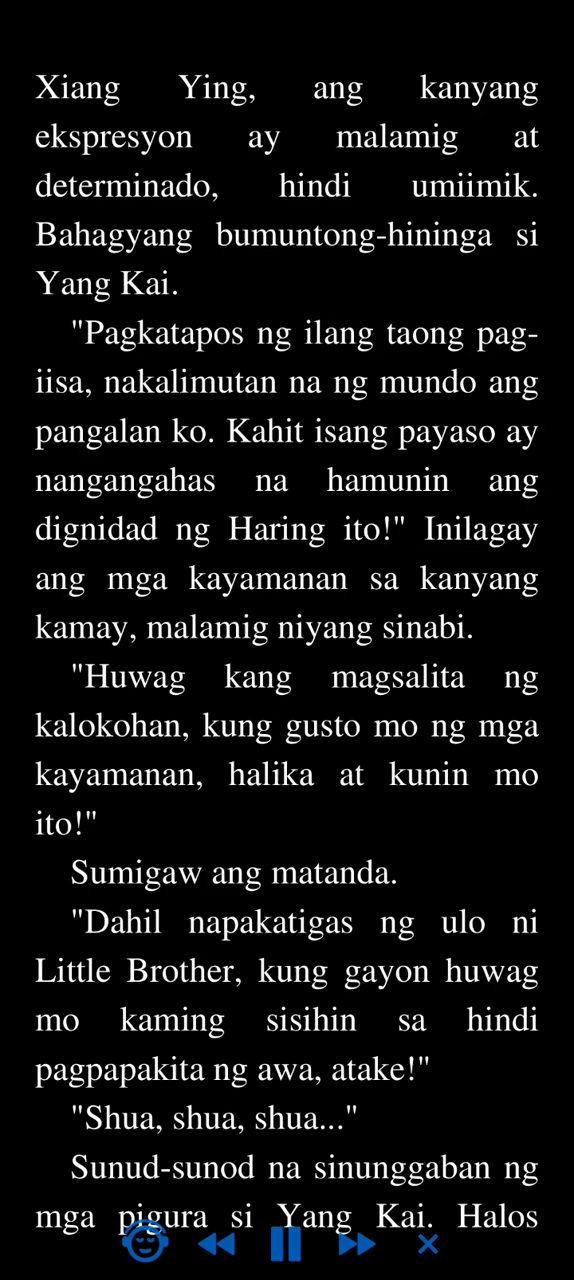 Xiang Ying, ang kanyang
ekspresyon ay malamig at
determinado, hindi umiimik.
Bahagyang bumuntong-hininga si
Yang Kai.
"Pagkatapos ng ilang taong pag-
iisa, nakalimutan na ng mundo ang
pangalan ko. Kahit isang payaso ay
nangangahas na hamunin ang
dignidad ng Haring ito!" Inilagay
ang mga kayamanan sa kanyang
kamay, malamig niyang sinabi.
"Huwag kang magsalita ng
kalokohan, kung gusto mo ng mga
kayamanan, halika at kunin mo
ito!"
Sumigaw ang matanda.
"Dahil napakatigas ng ulo ni
Little Brother, kung gayon huwag
mo kaming sisihin sa hindi
pagpapakita ng awa, atake!"
"Shua, shua, shua..."
Sunud-sunod na sinunggaban ng
mga pigura si Yang Kai. Halos